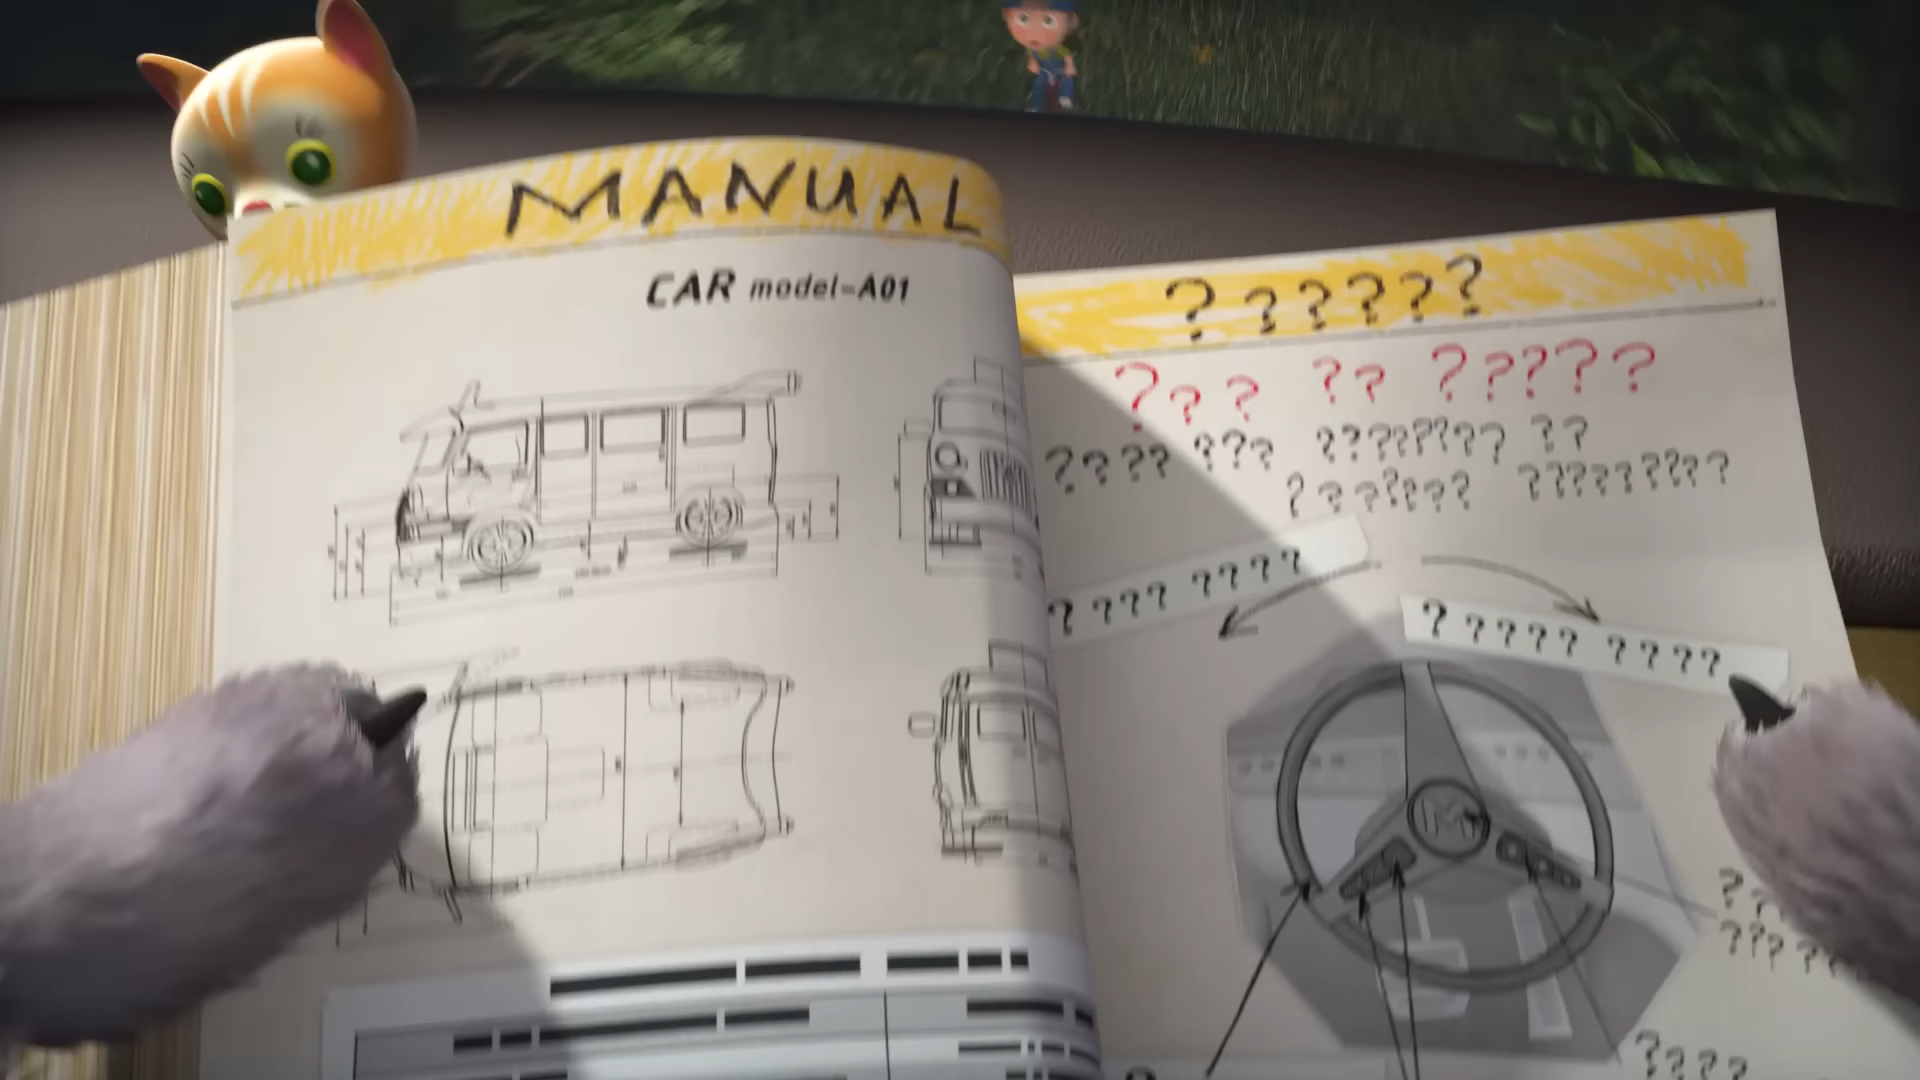 MANUAL
CAR model-A01
? ? ? ? ? ?
? ? ? ? ? ? ? ? ? ?
? ? ? ? ? ? ? ? ? ? ? ? ? ? ? ? ?
? ? ? ? ? ? ? ? ? ? ? ? ? ? ? ?
? ? ? ? ? ? ? ?
? ? ? ? ? ? ? ? ?
M
? ? ? ?